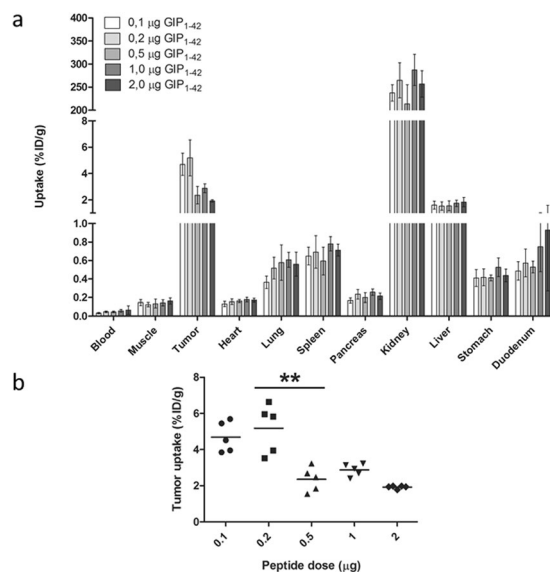 a
0,1 µg GIP1-42
0,2 µg GIP1-42
0,5 µg GIP1-42
1,0 µg GIP1-42
2,0 µg GIP1-42
Uptake (%ID/g)
400
350
300
250
200
8
6
4
2
1.0
0.8
0.6
0.4
0.2
0.0
Blood Muscle Tumor Heart Lung Spleen Pancreas Kidney Liver Stomach Duodenum
b
**
Tumor uptake (%ID/g)
8
6
4
2
0
0.1 0.2 0.5 1 2
Peptide dose (µg)